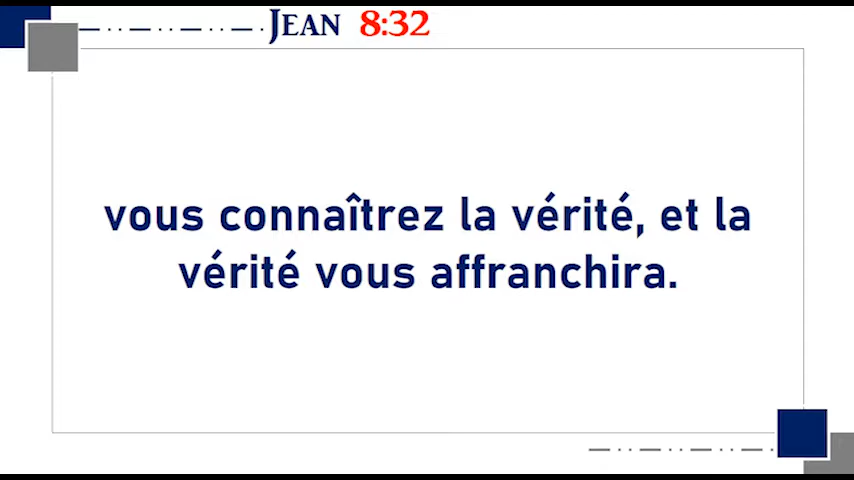 JEAN 8:32
vous connaîtrez la vérité, et la
vérité vous affranchira.